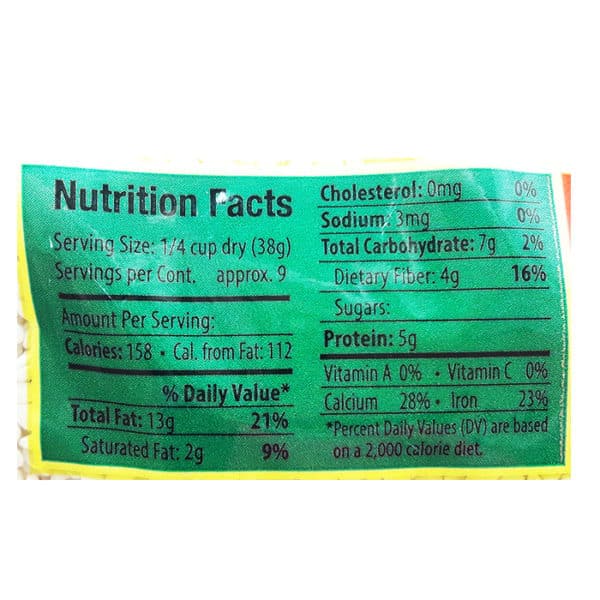 Nutrition Facts
Serving Size: 1/4 cup dry (38g)
Servings per Cont. approx. 9
Amount Per Serving:
Calories: 158 • Cal. from Fat: 112
% Daily Value*
Total Fat: 13g 21%
Saturated Fat: 2g 9%
Cholesterol: 0mg 0%
Sodium: 3mg 0%
Total Carbohydrate: 7g 2%
Dietary Fiber: 4g 16%
Sugars:
Protein: 5g
Vitamin A 0% • Vitamin C 0%
Calcium 28% • Iron 23%
*Percent Daily Values (DV) are based
on a 2,000 calorie diet.